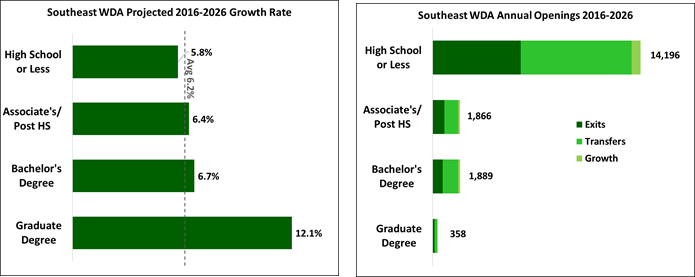 Southeast WDA Projected 2016-2026 Growth Rate
High School
or Less
5.8%
Avg 6.2%
Associate's/
Post HS
6.4%
Bachelor's
Degree
6.7%
Graduate
Degree
12.1%
Southeast WDA Annual Openings 2016-2026
High School
or Less
14,196
Associate's/
Post HS
1,866
Bachelor's
Degree
1,889
Graduate
Degree
358
Exits
Transfers
Growth